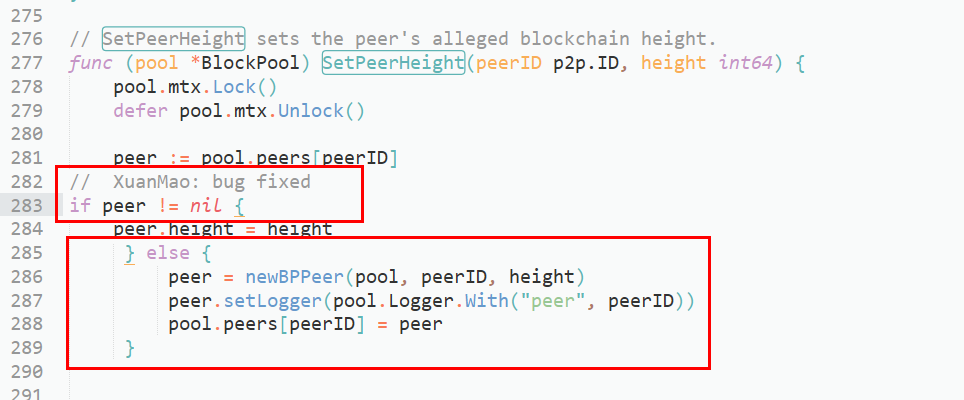 275
276 // SetPeerHeight sets the peer's alleged blockchain height.
277 func (pool *BlockPool) SetPeerHeight(peerID p2p.ID, height int64) {
278 pool.mtx.Lock()
279 defer pool.mtx.Unlock()
280
281 peer := pool.peers[peerID]
282 // XuanMao: bug fixed
283 if peer != nil {
284 peer.height = height
285 } else {
286 peer = newBPPeer(pool, peerID, height)
287 peer.setLogger(pool.Logger.With("peer", peerID))
288 pool.peers[peerID] = peer
289 }
290
291